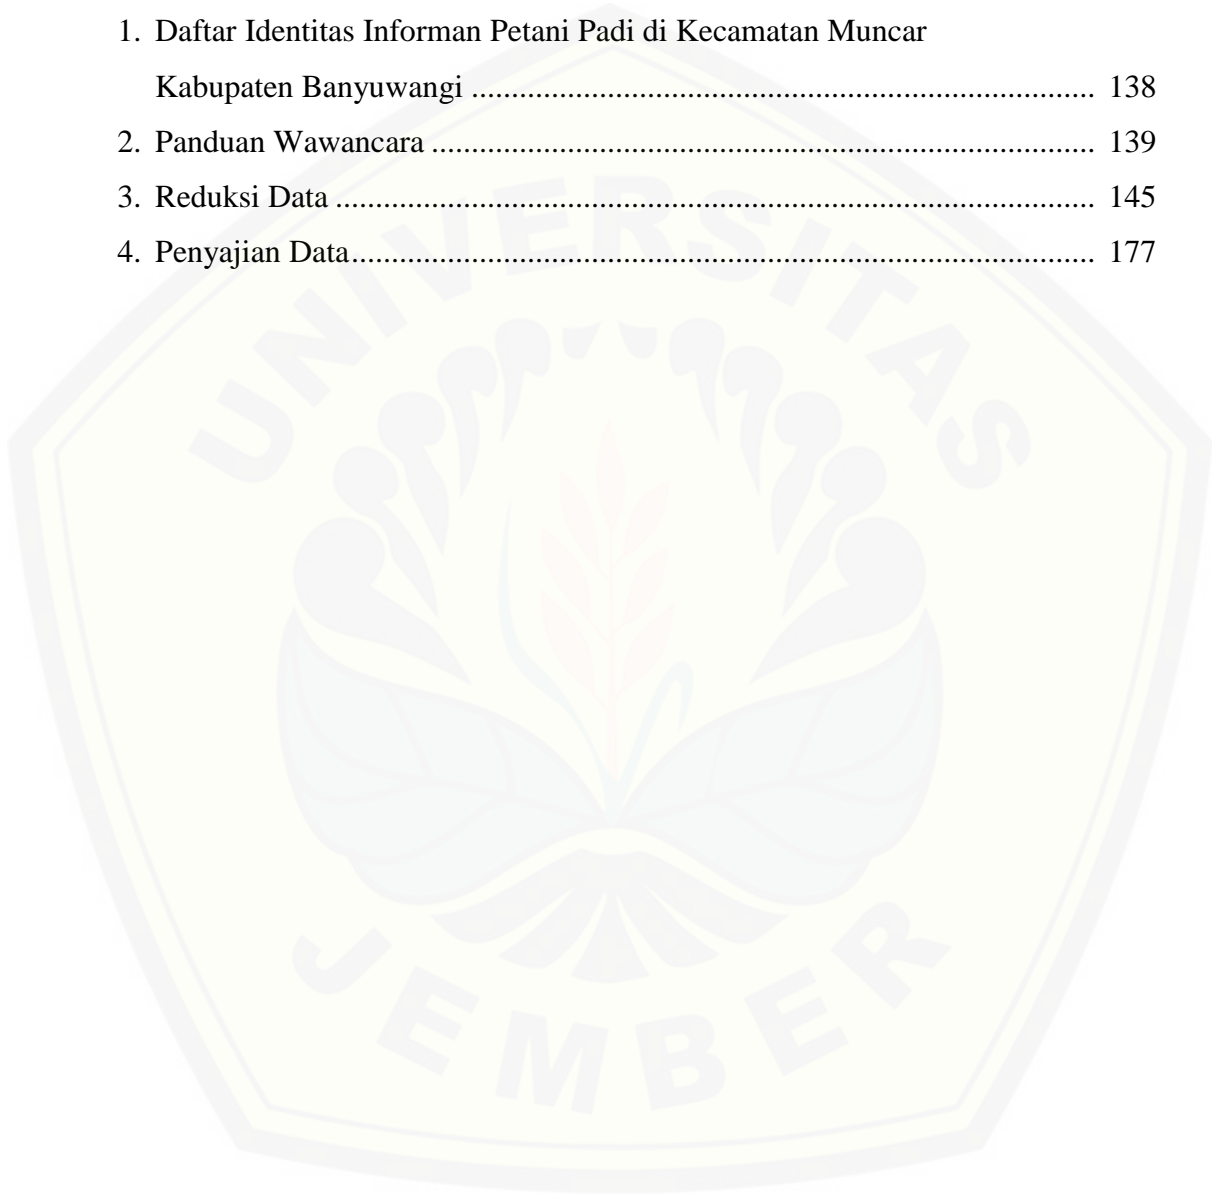 1. Daftar Identitas Informan Petani Padi di Kecamatan Muncar
Kabupaten Banyuwangi ............................................................................. 138
2. Panduan Wawancara .................................................................................. 139
3. Reduksi Data .............................................................................................. 145
4. Penyajian Data............................................................................................ 177
UNIVERSITAS
JEMBER